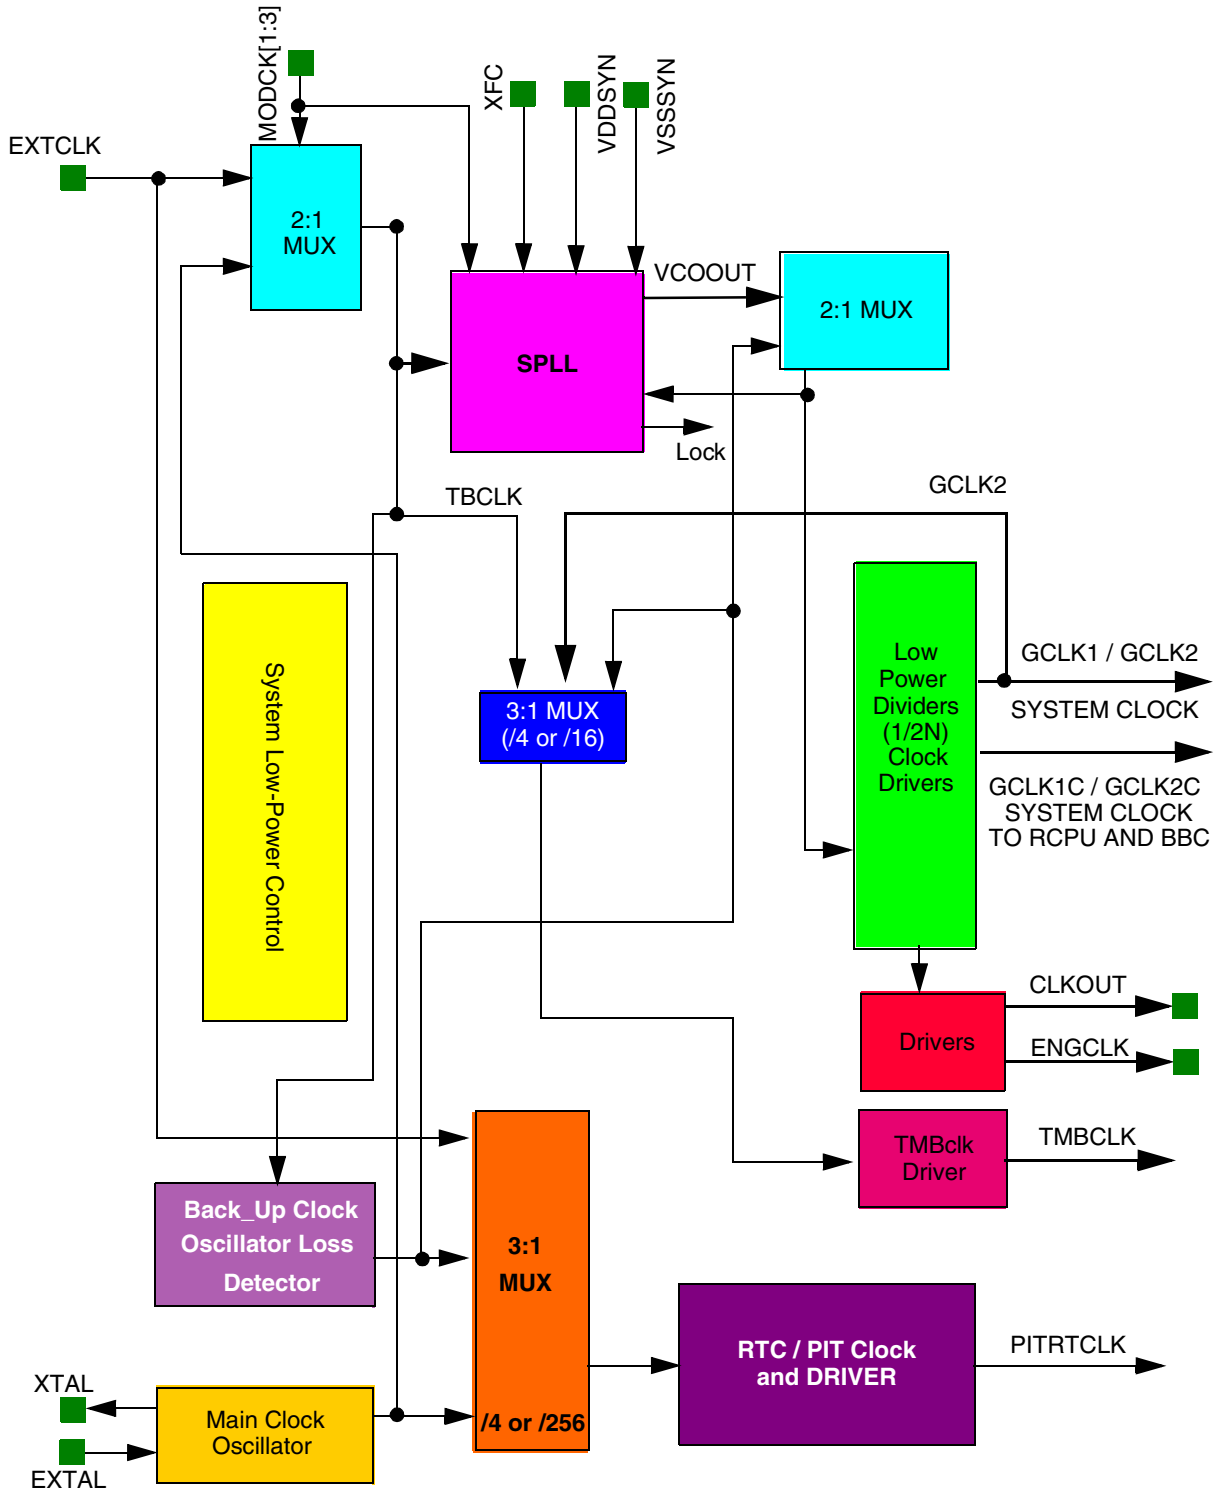 MODCK[1:3]
XFC
VDDSYN
VSSSYN
EXTCLK
2:1
MUX
VCOOUT
2:1 MUX
SPLL
Lock
TBCLK
GCLK2
System Low-Power Control
Low
Power
Dividers
(1/2N)
Clock
Drivers
GCLK1 / GCLK2
SYSTEM CLOCK
3:1 MUX
(/4 or /16)
GCLK1C / GCLK2C
SYSTEM CLOCK
TO RCPU AND BBC
CLKOUT
Drivers
ENGCLK
TMBclk
Driver
TMBCLK
Back_Up Clock
Oscillator Loss
Detector
3:1
MUX
/4 or /256
RTC / PIT Clock
and DRIVER
PITRTCLK
XTAL
Main Clock
Oscillator
EXTAL